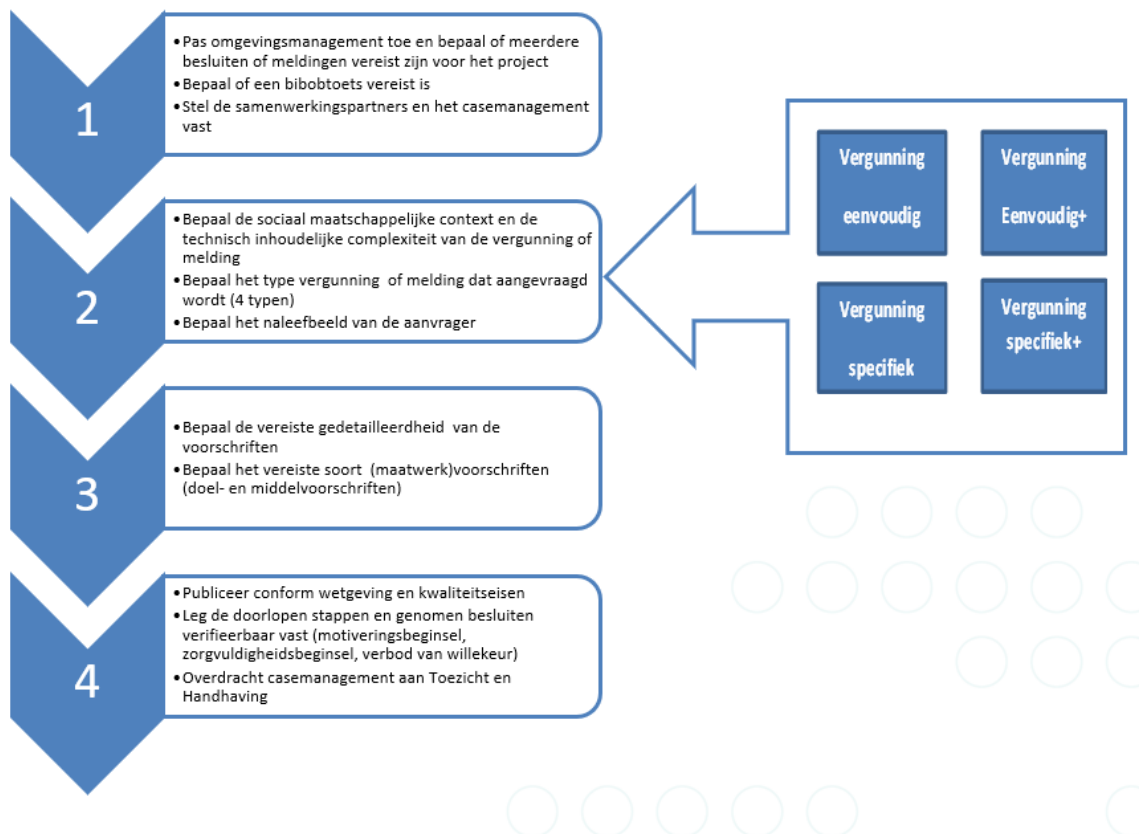 1
•Pas omgevingsmanagement toe en bepaal of meerdere
besluiten of meldingen vereist zijn voor het project
•Bepaal of een bibobtoets vereist is
•Stel de samenwerkingspartners en het casemanagement
vast
2
•Bepaal de sociaal maatschappelijke context en de
technisch inhoudelijke complexiteit van de vergunning of
melding
•Bepaal het type vergunning of melding dat aangevraagd
wordt (4 typen)
•Bepaal het naleefbeeld van de aanvrager
Vergunning
eenvoudig
Vergunning
Eenvoudig+
Vergunning
specifiek
Vergunning
specifiek+
3
•Bepaal de vereiste gedetailleerdheid van de
voorschriften
•Bepaal het vereiste soort (maatwerk)voorschriften
(doel- en middelvoorschriften)
4
•Publiceer conform wetgeving en kwaliteitseisen
•Leg de doorlopen stappen en genomen besluiten
verifieerbaar vast (motiveringsbeginsel,
zorgvuldigheidsbeginsel, verbod van willekeur)
•Overdracht casemanagement aan Toezicht en
Handhaving